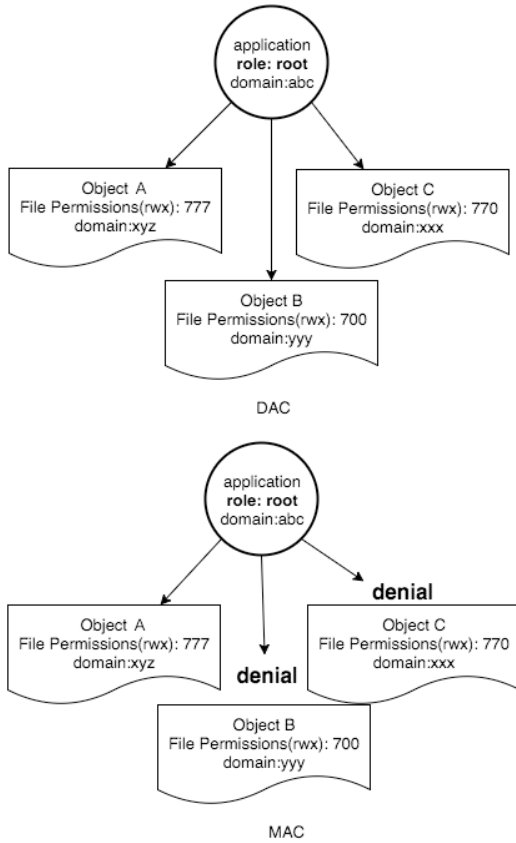 application
role: root
domain:abc
Object A
File Permissions(rwx): 777
domain:xyz
Object C
File Permissions(rwx): 770
domain:xxx
Object B
File Permissions(rwx): 700
domain:yyy
DAC
application
role: root
domain:abc
denial
Object A
File Permissions(rwx): 777
domain:xyz
denial
Object C
File Permissions(rwx): 770
domain:xxx
Object B
File Permissions(rwx): 700
domain:yyy
MAC